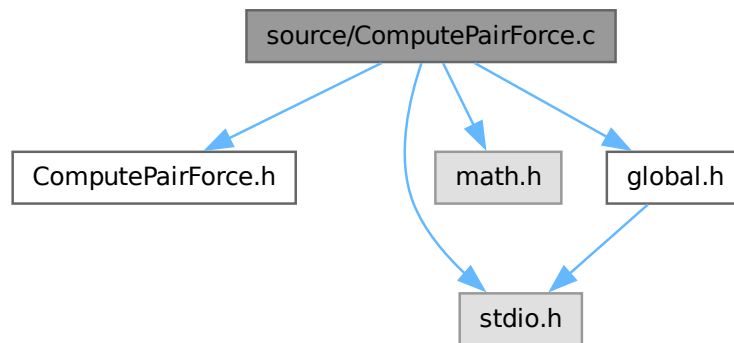 source/ComputePairForce.c
ComputePairForce.h
math.h
global.h
stdio.h